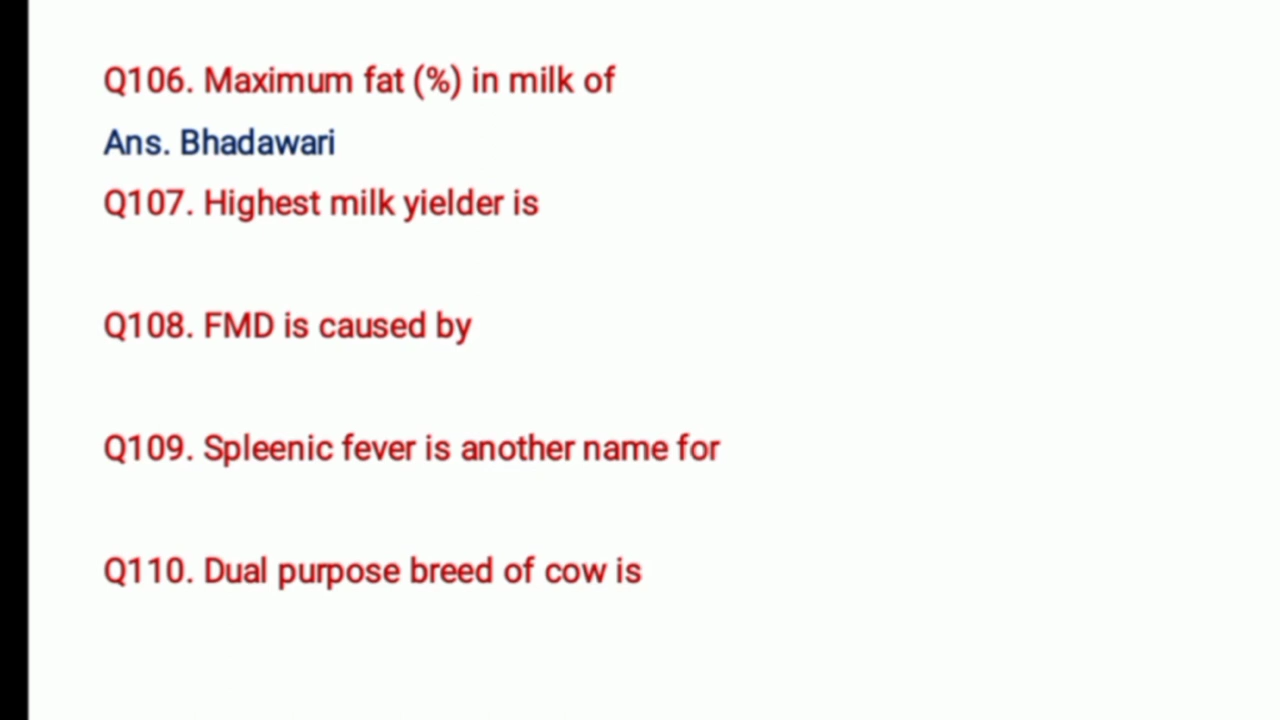 Q106. Maximum fat (%) in milk of
Ans. Bhadawari
Q107. Highest milk yielder is
Q108. FMD is caused by
Q109. Spleenic fever is another name for
Q110. Dual purpose breed of cow is